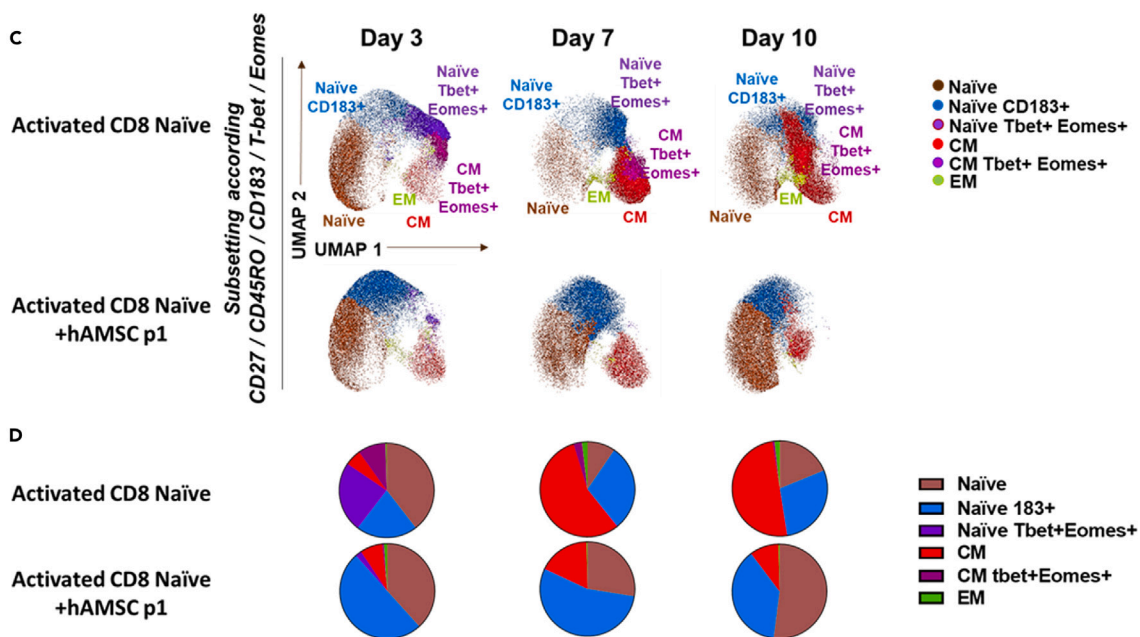 C
Day 3
Day 7
Day 10
Subsetting according
CD27 / CD45RO / CD183 / T-bet / Eomes
Activated CD8 Naïve
Naïve
CD183+
Naïve
Tbet+
Eomes+
CM
Tbet+
Eomes+
EM
Naïve
CM
Naïve
CD183+
Naïve
Tbet+
Eomes+
CM
Tbet+
Eomes+
EM
Naïve
CM
Naïve
CD183+
Naïve
Tbet+
Eomes+
CM
Tbet+
Eomes+
EM
Naïve
CM
Naïve
Naïve CD183+
Naïve Tbet+ Eomes+
CM
CM Tbet+ Eomes+
EM
UMAP 2
UMAP 1
Activated CD8 Naïve
+hAMSC p1
D
Activated CD8 Naïve
Activated CD8 Naïve
+hAMSC p1
Naïve
Naïve 183+
Naïve Tbet+Eomes+
CM
CM tbet+Eomes+
EM